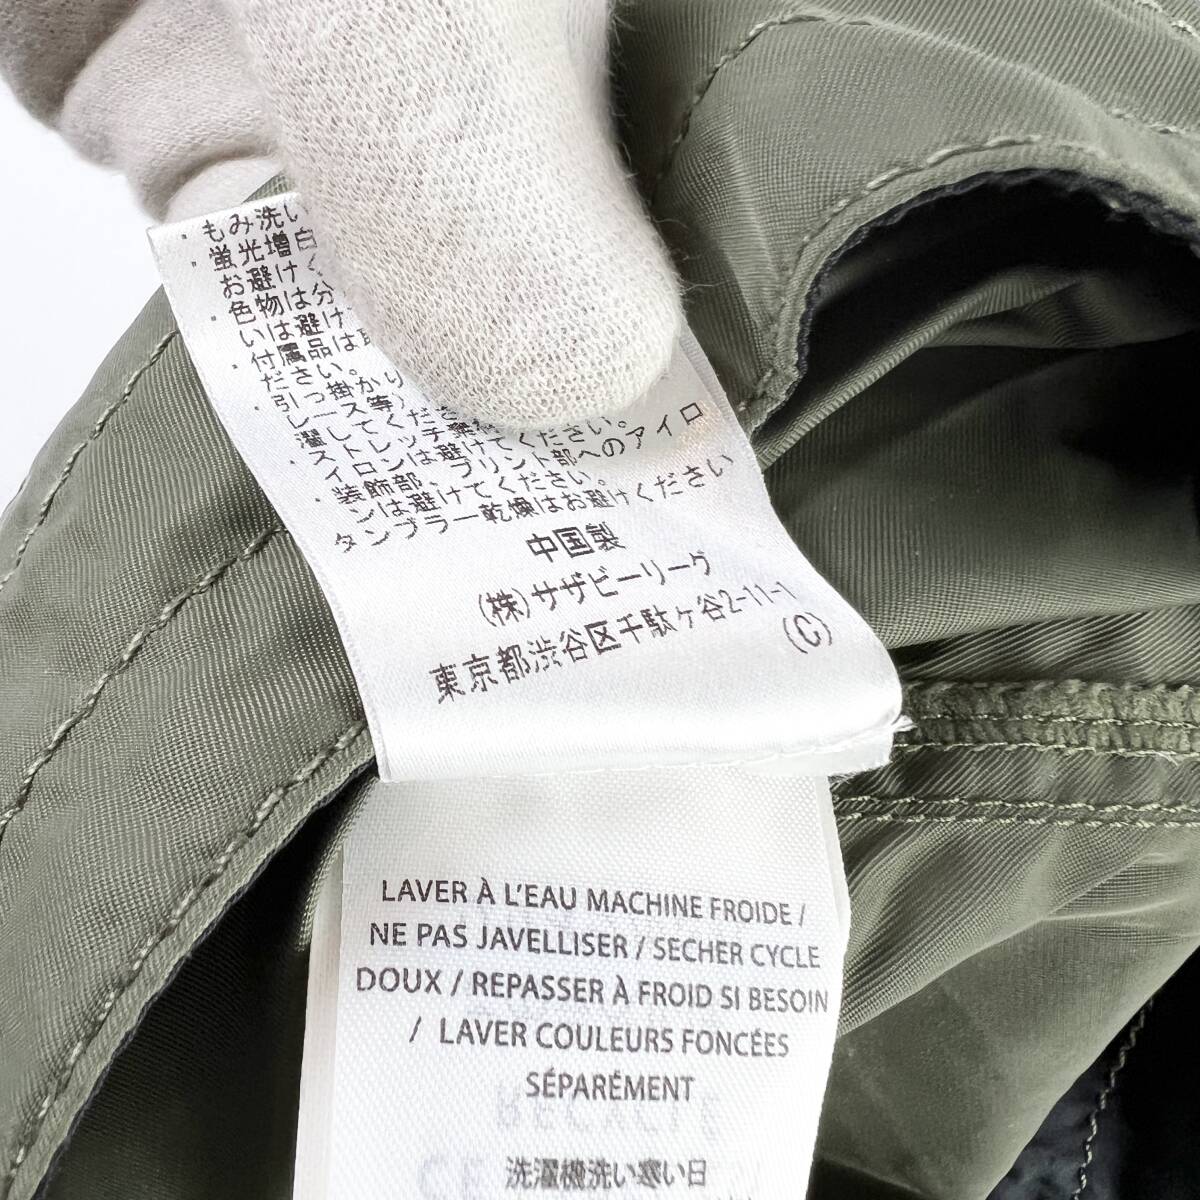 ・もみ洗い
・蛍光増白
お避けく
・色物は分
いは避け
・付属品は取
ださい。
・引っ掛かり
レース等)
濯してくださ
・ストレッチ素材
イロンは避けてください。
・装飾部、プリント部へのアイロ
ンは避けてください。
タンブラー乾燥はお避けください
中国製
(株)サザビーリーグ
東京都渋谷区千駄ヶ谷2-11-1
(C)
LAVER À L'EAU MACHINE FROIDE /
NE PAS JAVELLISER / SECHER CYCLE
DOUX / REPASSER À FROID SI BESOIN
/ LAVER COULEURS FONCÉES
SÉPARÉMENT
洗濯機洗い寒い日